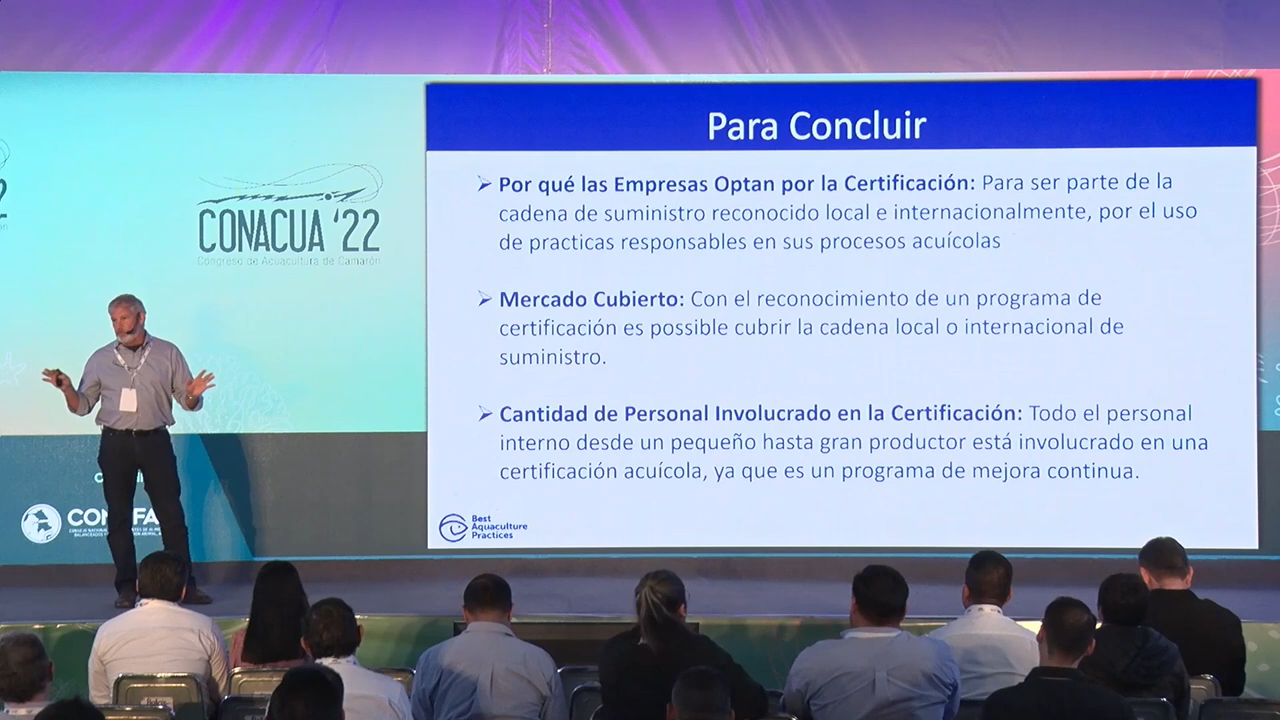 Para Concluir
➢ Por qué las Empresas Optan por la Certificación: Para ser parte de la
cadena de suministro reconocido local e internacionalmente, por el uso
de practicas responsables en sus procesos acuícolas
➢ Mercado Cubierto: Con el reconocimiento de un programa de
certificación es possible cubrir la cadena local o internacional de
suministro.
➢ Cantidad de Personal Involucrado en la Certificación: Todo el personal
interno desde un pequeño hasta gran productor está involucrado en una
certificación acuícola, ya que es un programa de mejora continua.
Best
Aquaculture
Practices
CONACUA '22
Congreso de Acuacultura de Camarón